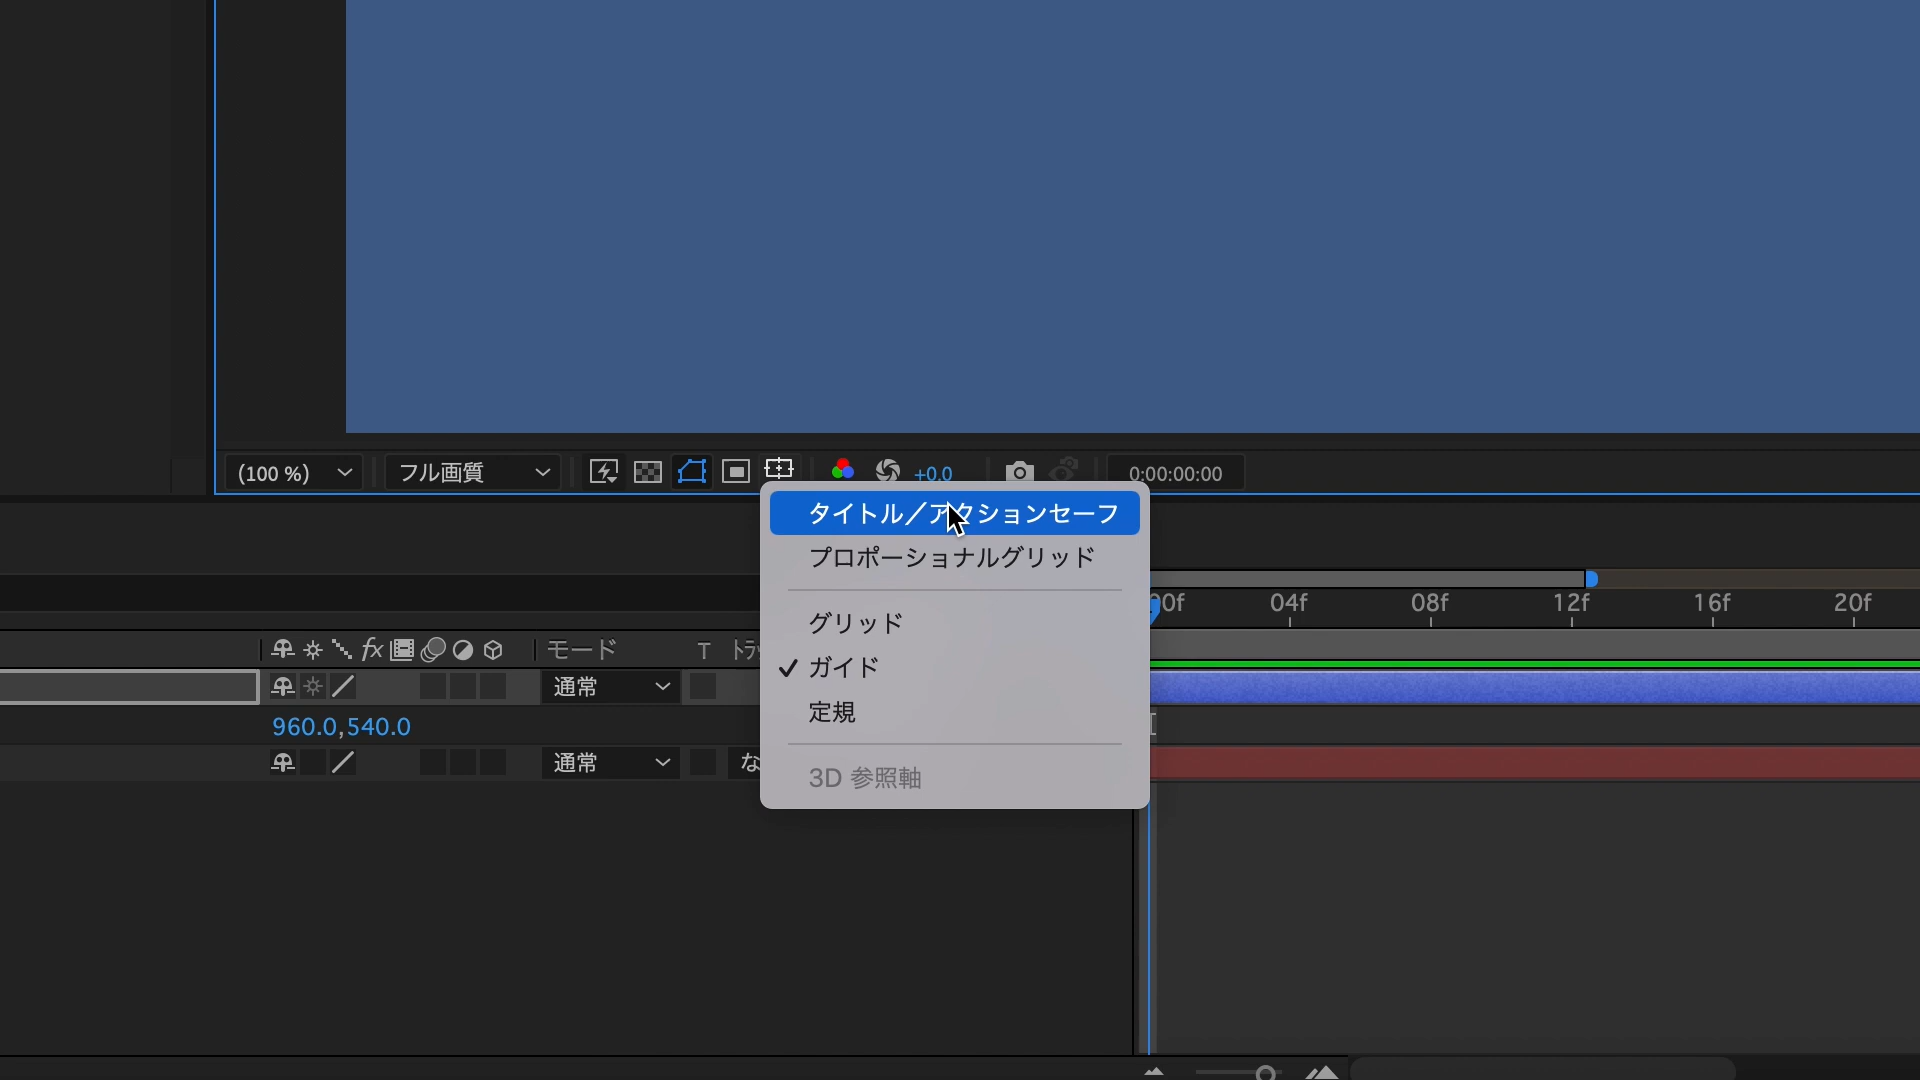 (100 %)
フル画質
+0.0
0:00:00:00
タイトル／アクションセーフ
プロポーショナルグリッド
グリッド
✓ ガイド
定規
3D 参照軸
00f 04f 08f 12f 16f 20f
fx
モード
T
通常
960.0,540.0
通常